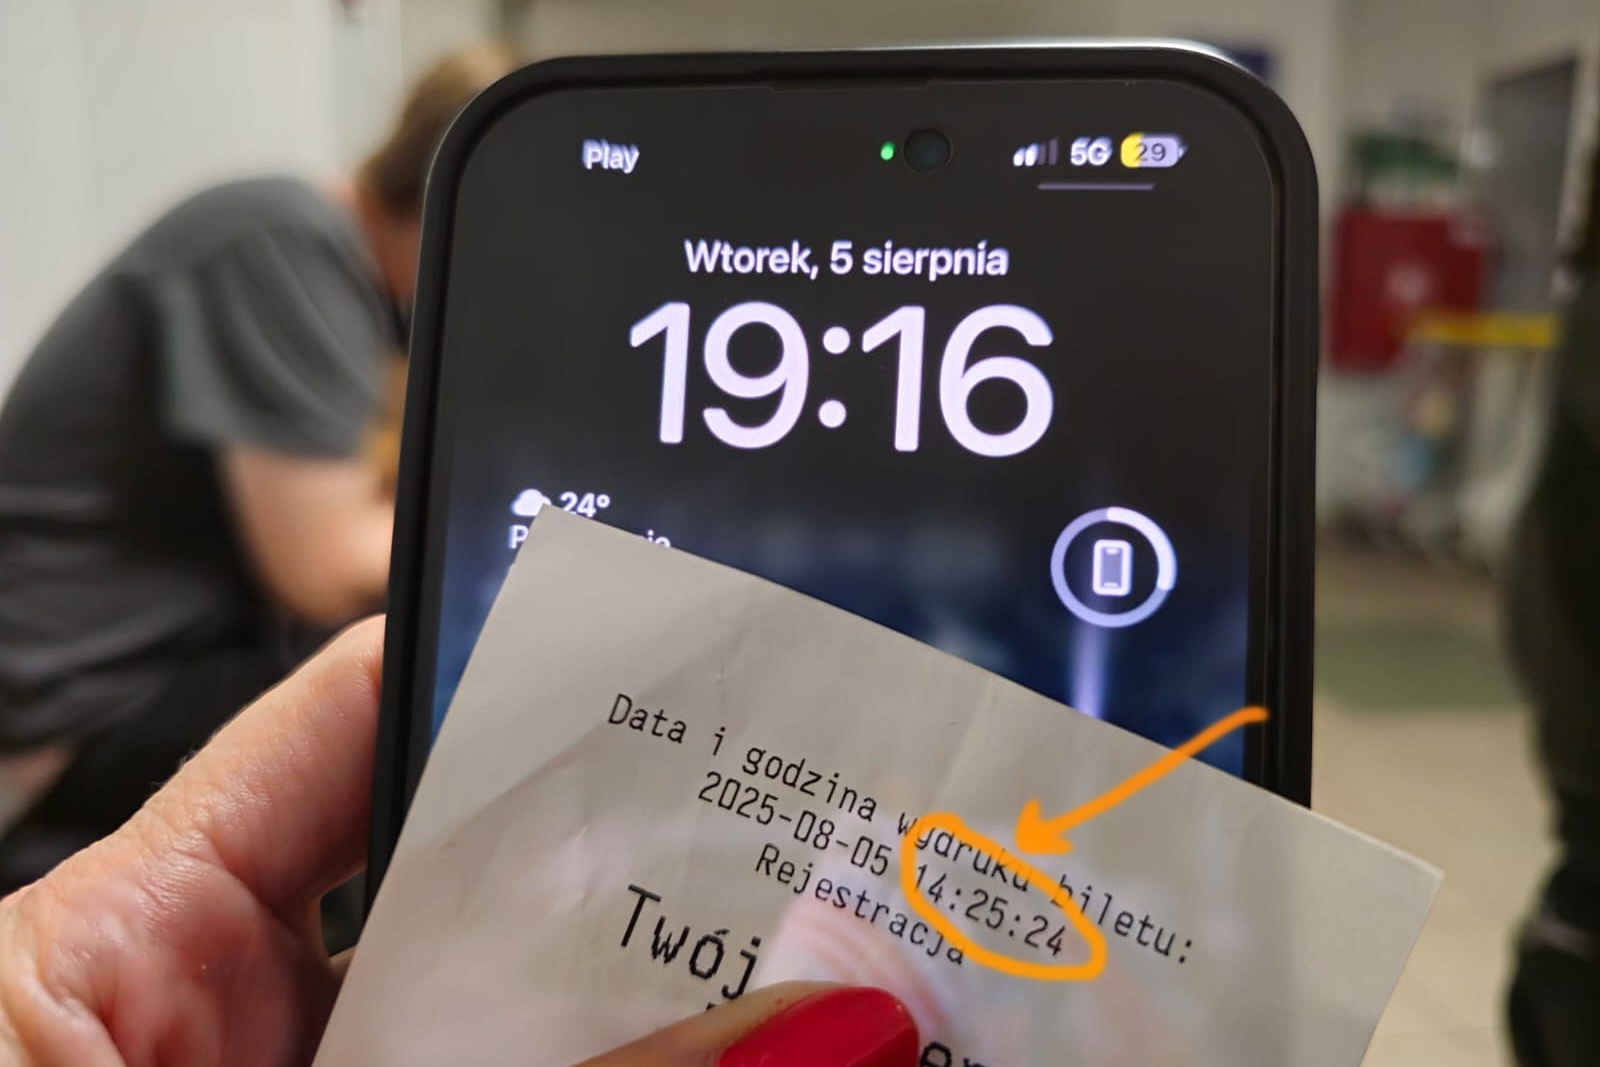 Play 5G 29
Wtorek, 5 sierpnia
19:16
24°
Data i godzina wydruku biletu:
2025-08-05 14:25:24
Rejestracja
Twój